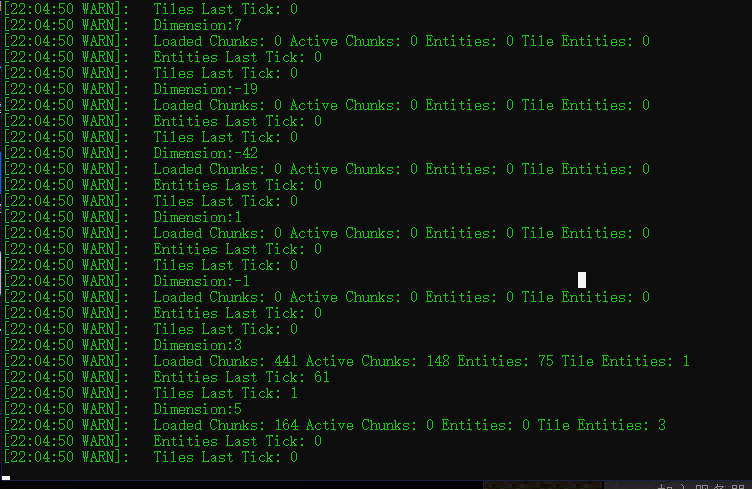 [22:04:50 WARN]:   Tiles Last Tick: 0
[22:04:50 WARN]:   Dimension:7
[22:04:50 WARN]:   Loaded Chunks: 0 Active Chunks: 0 Entities: 0 Tile Entities: 0
[22:04:50 WARN]:   Entities Last Tick: 0
[22:04:50 WARN]:   Tiles Last Tick: 0
[22:04:50 WARN]:   Dimension:-19
[22:04:50 WARN]:   Loaded Chunks: 0 Active Chunks: 0 Entities: 0 Tile Entities: 0
[22:04:50 WARN]:   Entities Last Tick: 0
[22:04:50 WARN]:   Tiles Last Tick: 0
[22:04:50 WARN]:   Dimension:-42
[22:04:50 WARN]:   Loaded Chunks: 0 Active Chunks: 0 Entities: 0 Tile Entities: 0
[22:04:50 WARN]:   Entities Last Tick: 0
[22:04:50 WARN]:   Tiles Last Tick: 0
[22:04:50 WARN]:   Dimension:1
[22:04:50 WARN]:   Loaded Chunks: 0 Active Chunks: 0 Entities: 0 Tile Entities: 0
[22:04:50 WARN]:   Entities Last Tick: 0
[22:04:50 WARN]:   Tiles Last Tick: 0
[22:04:50 WARN]:   Dimension:-1
[22:04:50 WARN]:   Loaded Chunks: 0 Active Chunks: 0 Entities: 0 Tile Entities: 0
[22:04:50 WARN]:   Entities Last Tick: 0
[22:04:50 WARN]:   Tiles Last Tick: 0
[22:04:50 WARN]:   Dimension:3
[22:04:50 WARN]:   Loaded Chunks: 441 Active Chunks: 148 Entities: 75 Tile Entities: 1
[22:04:50 WARN]:   Entities Last Tick: 61
[22:04:50 WARN]:   Tiles Last Tick: 1
[22:04:50 WARN]:   Dimension:5
[22:04:50 WARN]:   Loaded Chunks: 164 Active Chunks: 0 Entities: 0 Tile Entities: 3
[22:04:50 WARN]:   Entities Last Tick: 0
[22:04:50 WARN]:   Tiles Last Tick: 0
加入服务器